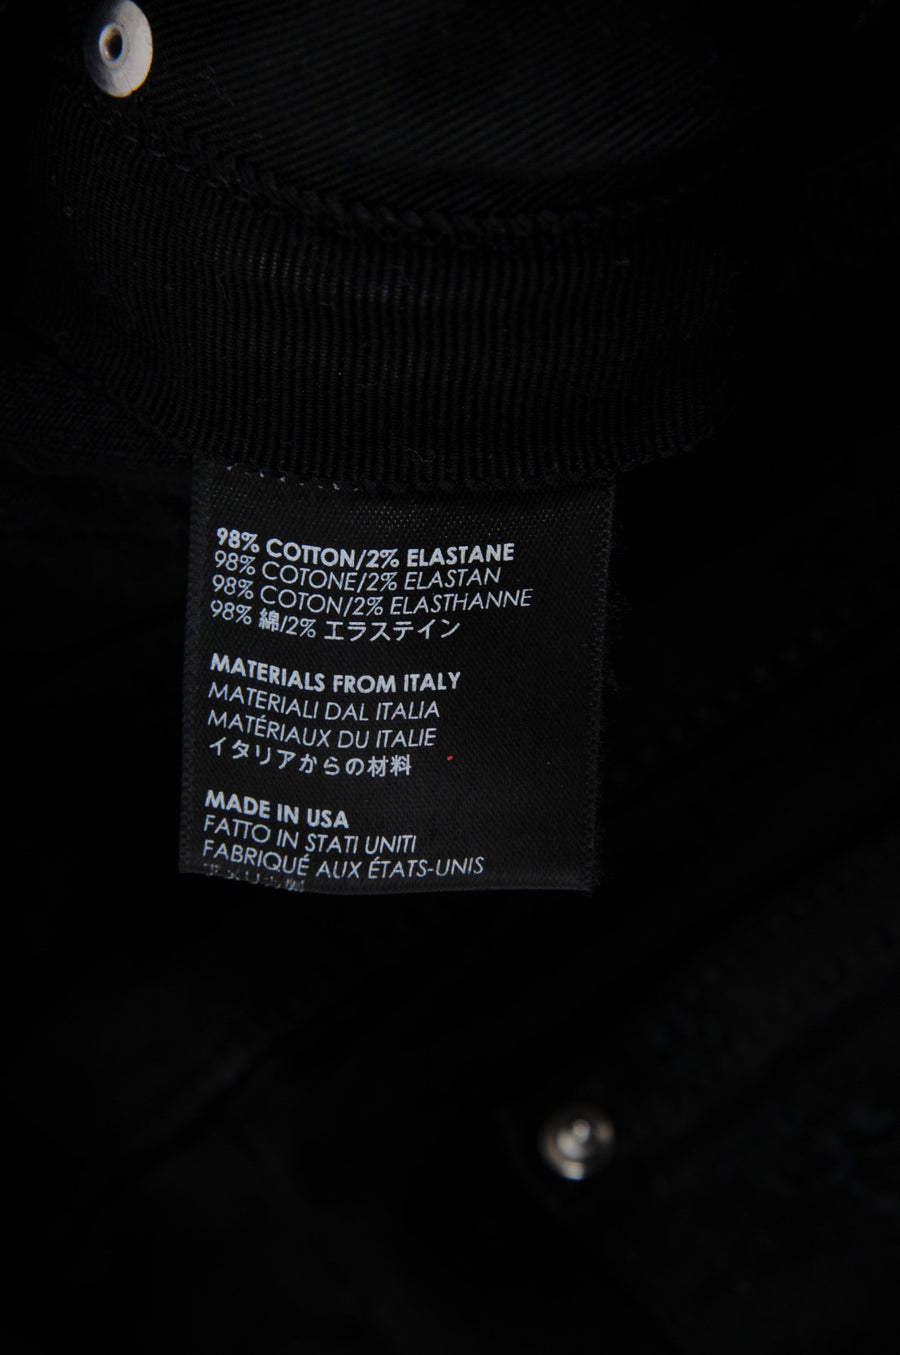 98% COTTON/2% ELASTANE
98% COTONE/2% ELASTAN
98% COTON/2% ELASTHANNE
98% 綿/2% エラステイン
MATERIALS FROM ITALY
MATERIALI DAL ITALIA
MATÉRIAUX DU ITALIE
イタリアからの材料
MADE IN USA
FATTO IN STATI UNITI
FABRIQUÉ AUX ÉTATS-UNIS